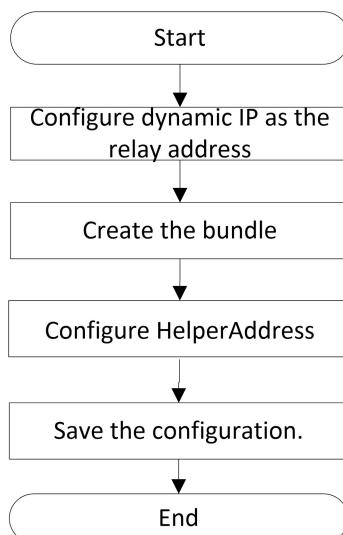 Start
Configure dynamic IP as the
relay address
Create the bundle
Configure HelperAddress
Save the configuration.
End